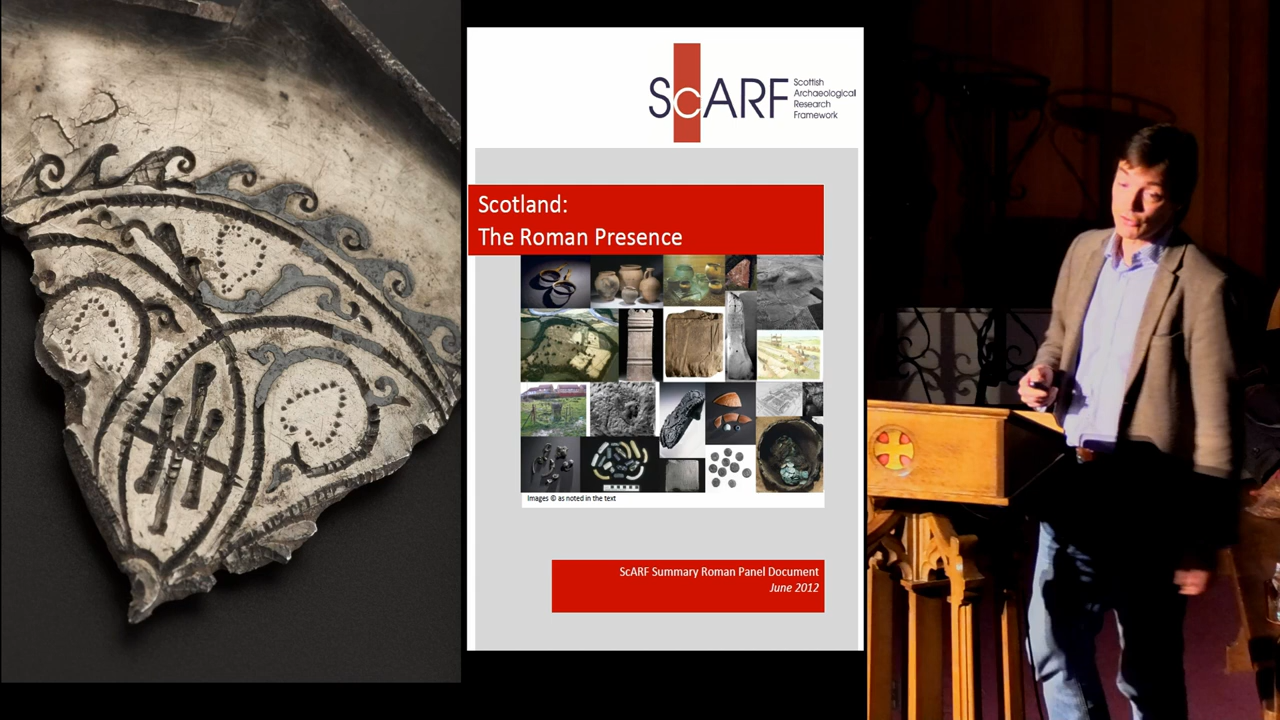 ScARF
Scottish
Archaeological
Research
Framework
Scotland:
The Roman Presence
Images © as noted in the text
ScARF Summary Roman Panel Document
June 2012